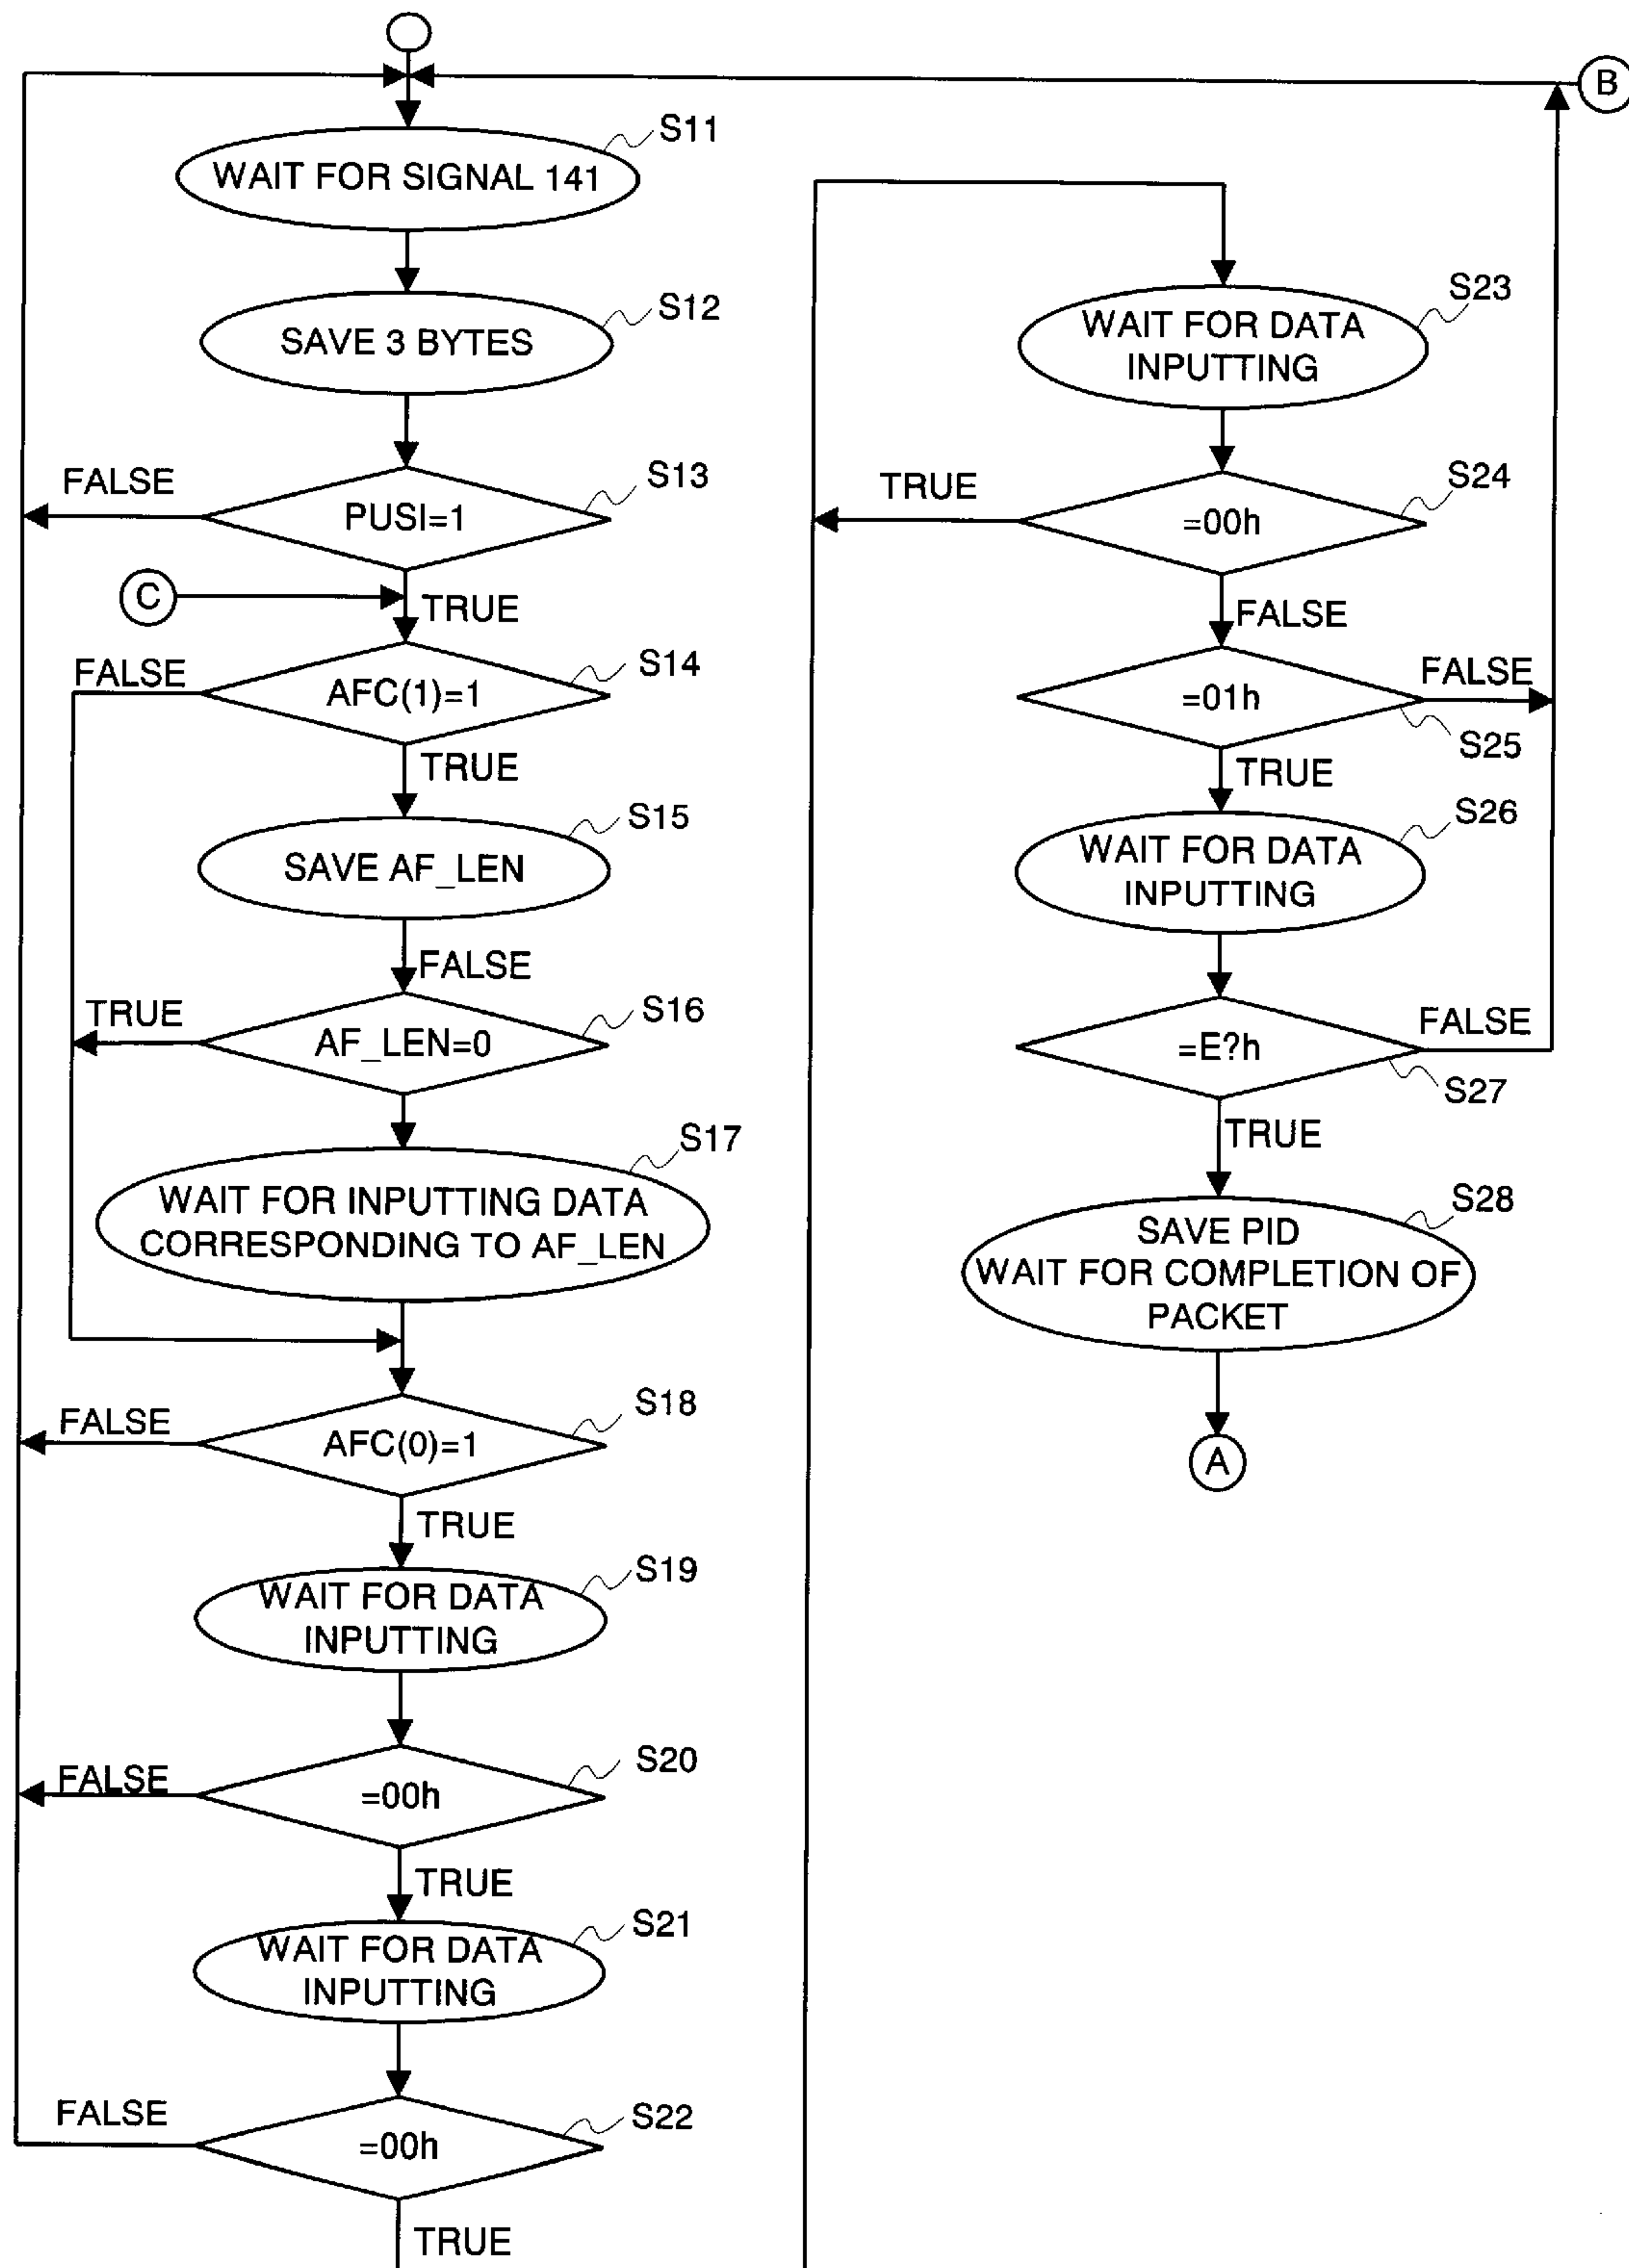 B
S11
WAIT FOR SIGNAL 141
S12
SAVE 3 BYTES
FALSE
S13
PUSI=1
C
TRUE
FALSE
S14
AFC(1)=1
TRUE
S15
SAVE AF_LEN
FALSE
TRUE
S16
AF_LEN=0
S17
WAIT FOR INPUTTING DATA
CORRESPONDING TO AF_LEN
FALSE
S18
AFC(0)=1
TRUE
S19
WAIT FOR DATA
INPUTTING
FALSE
S20
=00h
TRUE
S21
WAIT FOR DATA
INPUTTING
FALSE
S22
=00h
TRUE
S23
WAIT FOR DATA
INPUTTING
TRUE
S24
=00h
FALSE
=01h
FALSE
S25
TRUE
S26
WAIT FOR DATA
INPUTTING
=E?h
FALSE
S27
TRUE
S28
SAVE PID
WAIT FOR COMPLETION OF
PACKET
A